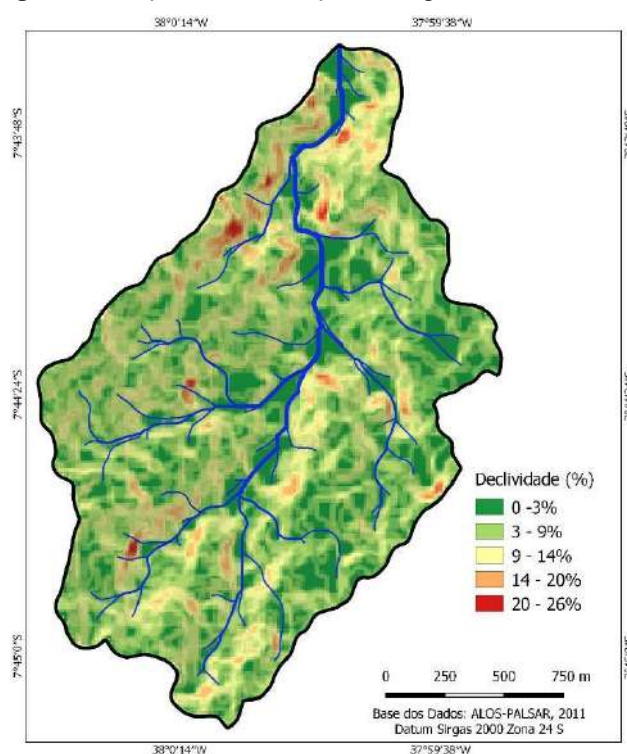 38°0'14"W 37°59'38"W
7°43'48"S
7°44'24"S
7°45'0"S
Declividade (%)
0 -3%
3 - 9%
9 - 14%
14 - 20%
20 - 26%
0 250 500 750 m
Base dos Dados: ALOS-PALSAR, 2011
Datum Sirgas 2000 Zona 24 S
38°0'14"W 37°59'38"W